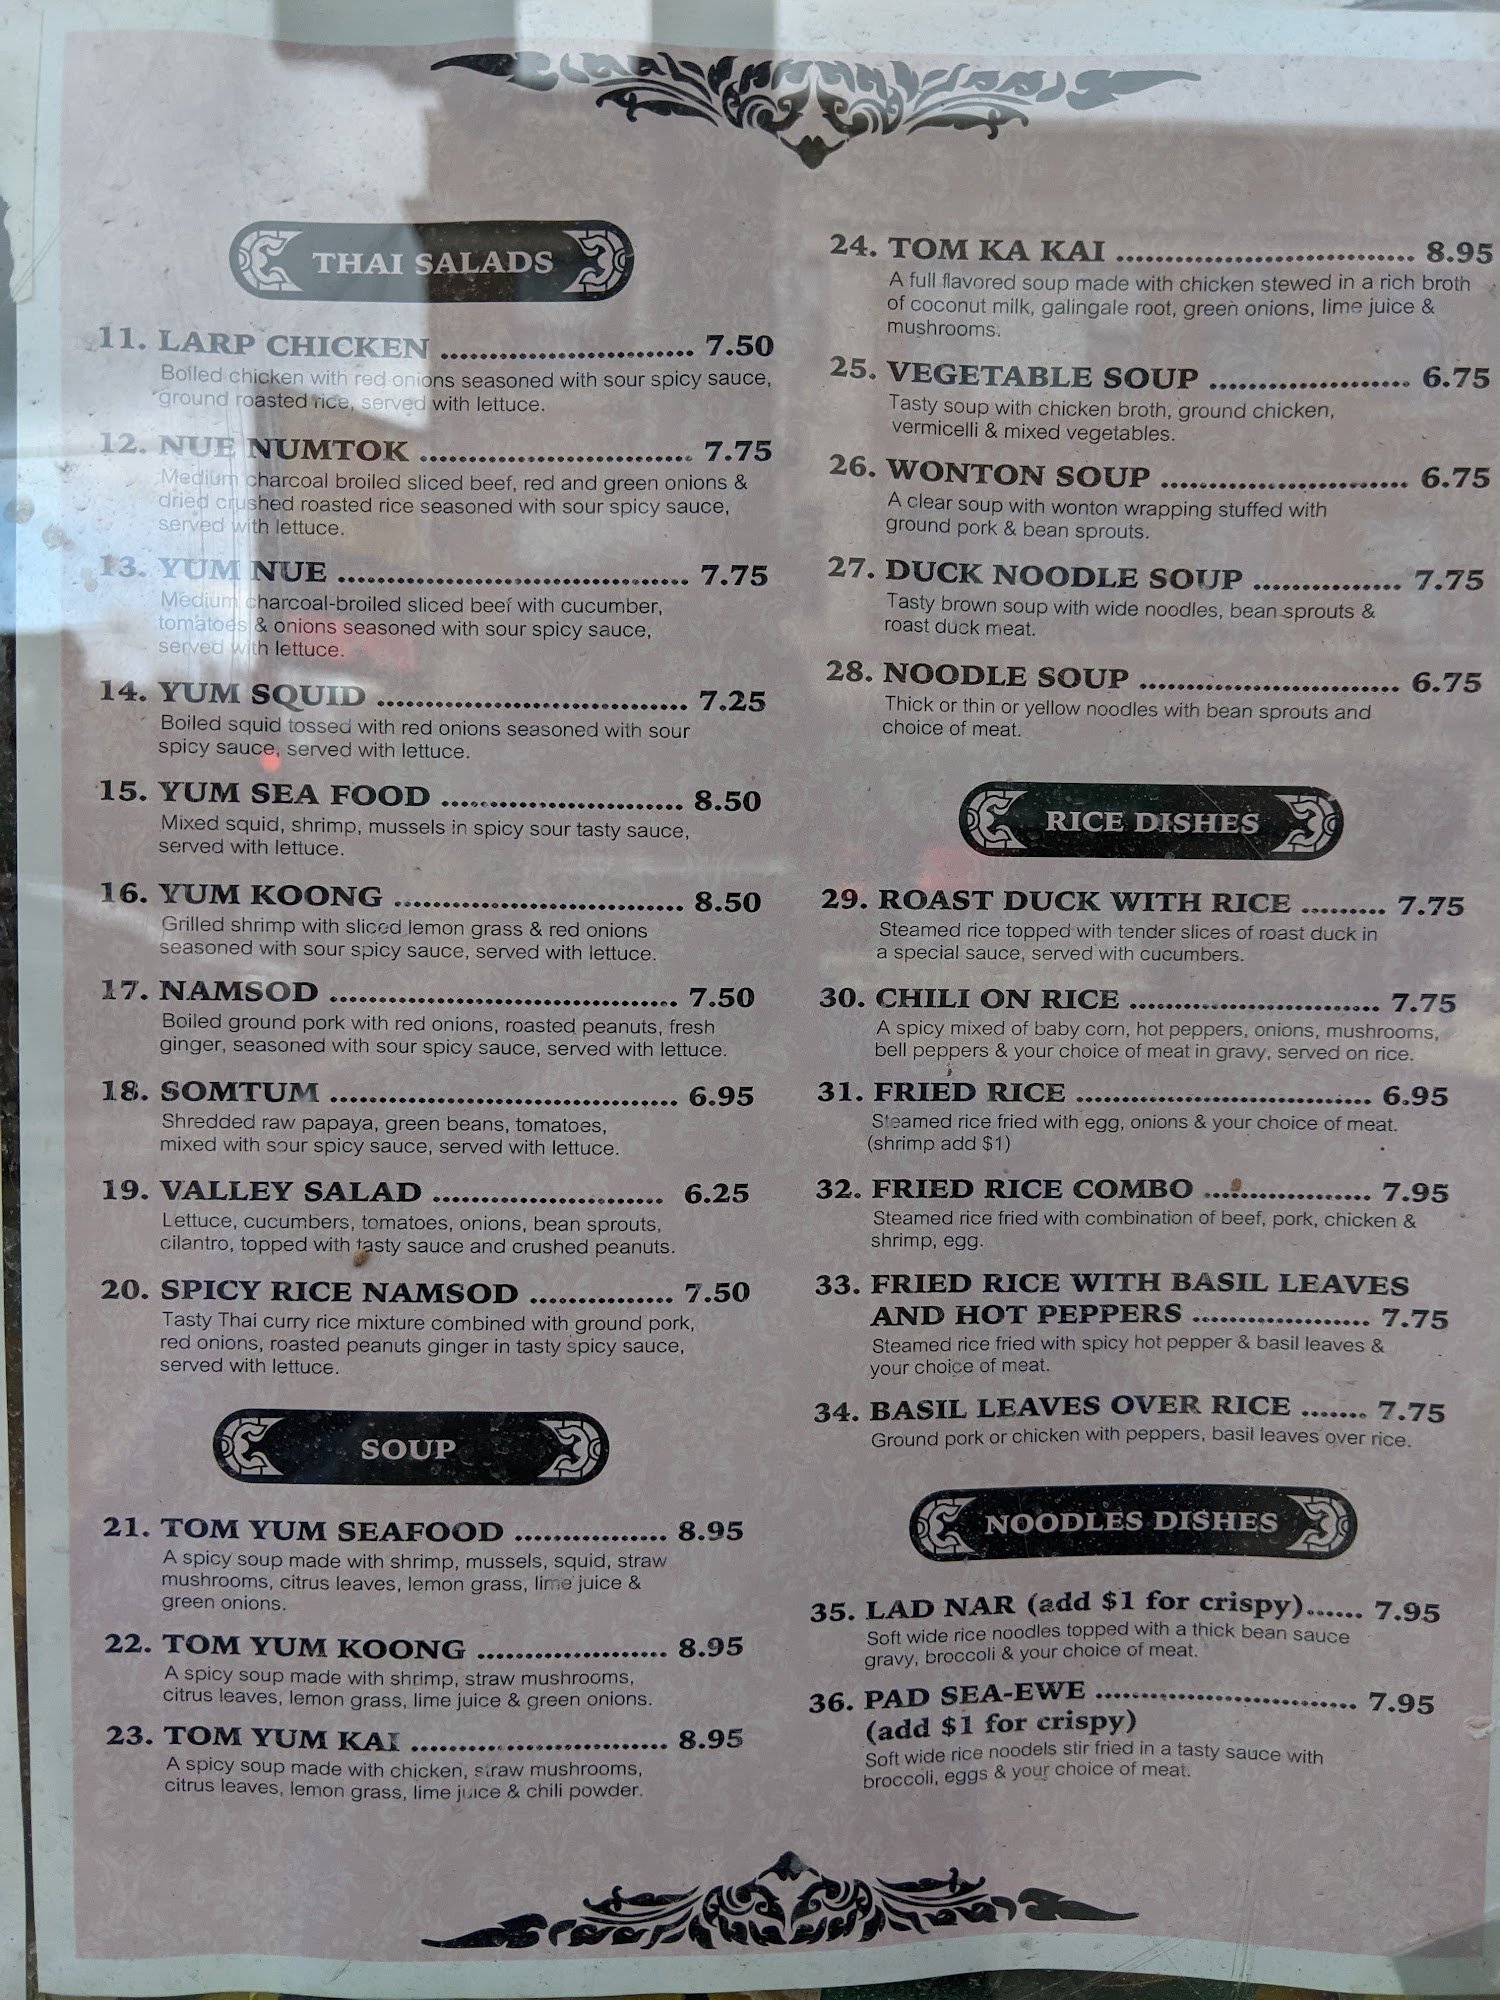 THAI SALADS
11. LARP CHICKEN .......................... 7.50
Boiled chicken with red onions seasoned with sour spicy sauce,
ground roasted rice, served with lettuce.
12. NUE NUMTOK ............................ 7.75
Medium charcoal broiled sliced beef, red and green onions &
dried crushed roasted rice seasoned with sour spicy sauce,
served with lettuce.
13. YUM NUE .................................... 7.75
Medium charcoal-broiled sliced beef with cucumber,
tomatoes & onions seasoned with sour spicy sauce,
served with lettuce.
14. YUM SQUID ................................ 7.25
Boiled squid tossed with red onions seasoned with sour
spicy sauce, served with lettuce.
15. YUM SEA FOOD ......................... 8.50
Mixed squid, shrimp, mussels in spicy sour tasty sauce,
served with lettuce.
16. YUM KOONG .............................. 8.50
Grilled shrimp with sliced lemon grass & red onions
seasoned with sour spicy sauce, served with lettuce.
17. NAMSOD .................................... 7.50
Boiled ground pork with red onions, roasted peanuts, fresh
ginger, seasoned with sour spicy sauce, served with lettuce.
18. SOMTUM .................................... 6.95
Shredded raw papaya, green beans, tomatoes,
mixed with sour spicy sauce, served with lettuce.
19. VALLEY SALAD ........................ 6.25
Lettuce, cucumbers, tomatoes, onions, bean sprouts,
cilantro, topped with tasty sauce and crushed peanuts.
20. SPICY RICE NAMSOD ............... 7.50
Tasty Thai curry rice mixture combined with ground pork,
red onions, roasted peanuts ginger in tasty spicy sauce,
served with lettuce.
SOUP
21. TOM YUM SEAFOOD ................ 8.95
A spicy soup made with shrimp, mussels, squid, straw
mushrooms, citrus leaves, lemon grass, lime juice &
green onions.
22. TOM YUM KOONG .................... 8.95
A spicy soup made with shrimp, straw mushrooms,
citrus leaves, lemon grass, lime juice & green onions.
23. TOM YUM KAI ........................... 8.95
A spicy soup made with chicken, straw mushrooms,
citrus leaves, lemon grass, lime juice & chili powder.
24. TOM KA KAI ............................... 8.95
A full flavored soup made with chicken stewed in a rich broth
of coconut milk, galingale root, green onions, lime juice &
mushrooms.
25. VEGETABLE SOUP ..................... 6.75
Tasty soup with chicken broth, ground chicken,
vermicelli & mixed vegetables.
26. WONTON SOUP .......................... 6.75
A clear soup with wonton wrapping stuffed with
ground pork & bean sprouts.
27. DUCK NOODLE SOUP ............... 7.75
Tasty brown soup with wide noodles, bean sprouts &
roast duck meat.
28. NOODLE SOUP ........................... 6.75
Thick or thin or yellow noodles with bean sprouts and
choice of meat.
RICE DISHES
29. ROAST DUCK WITH RICE ......... 7.75
Steamed rice topped with tender slices of roast duck in
a special sauce, served with cucumbers.
30. CHILI ON RICE .......................... 7.75
A spicy mixed of baby corn, hot peppers, onions, mushrooms,
bell peppers & your choice of meat in gravy, served on rice.
31. FRIED RICE ............................... 6.95
Steamed rice fried with egg, onions & your choice of meat.
(shrimp add $1)
32. FRIED RICE COMBO ................. 7.95
Steamed rice fried with combination of beef, pork, chicken &
shrimp, egg.
33. FRIED RICE WITH BASIL LEAVES
AND HOT PEPPERS ................... 7.75
Steamed rice fried with spicy hot pepper & basil leaves &
your choice of meat.
34. BASIL LEAVES OVER RICE ....... 7.75
Ground pork or chicken with peppers, basil leaves over rice.
NOODLES DISHES
35. LAD NAR (add $1 for crispy)...... 7.95
Soft wide rice noodles topped with a thick bean sauce
gravy, broccoli & your choice of meat.
36. PAD SEA-EWE ........................... 7.95
(add $1 for crispy)
Soft wide rice noodels stir fried in a tasty sauce with
broccoli, eggs & your choice of meat.